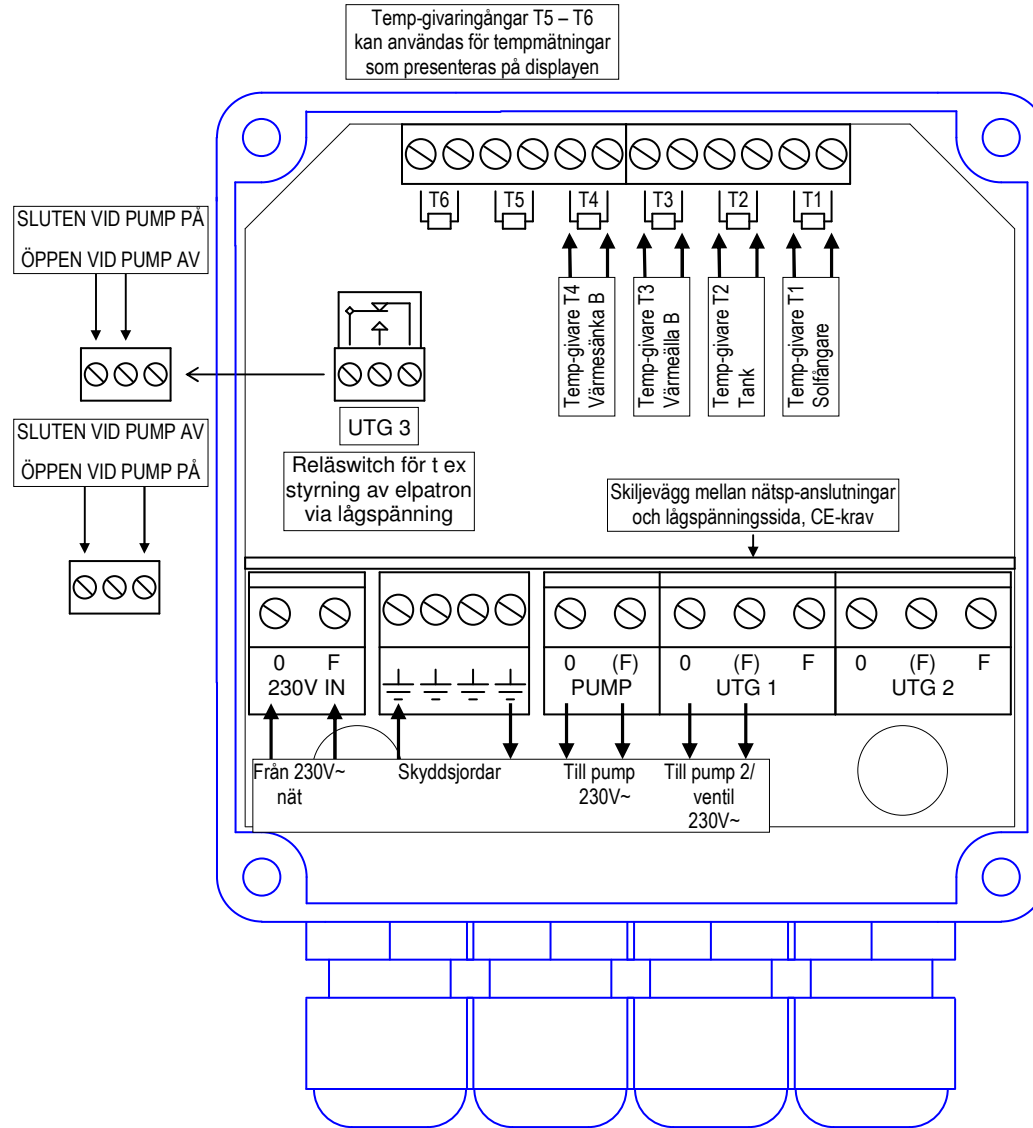 Temp-givaringångar T5 – T6
kan användas för tempmätningar
som presenteras på displayen
T6 T5 T4 T3 T2 T1
SLUTEN VID PUMP PÅ
ÖPPEN VID PUMP AV
Temp-givare T4
Värmesänka B
Temp-givare T3
Värmeälla B
Temp-givare T2
Tank
Temp-givare T1
Solfångare
UTG 3
SLUTEN VID PUMP AV
ÖPPEN VID PUMP PÅ
Reläswitch för t ex
styrning av elpatron
via lågspänning
Skiljevägg mellan nätsp-anslutningar
och lågspänningssida, CE-krav
0 F
230V IN
0 (F)
PUMP
0 (F) F
UTG 1
0 (F) F
UTG 2
Från 230V~
nät
Skyddsjordar
Till pump
230V~
Till pump 2/
ventil
230V~